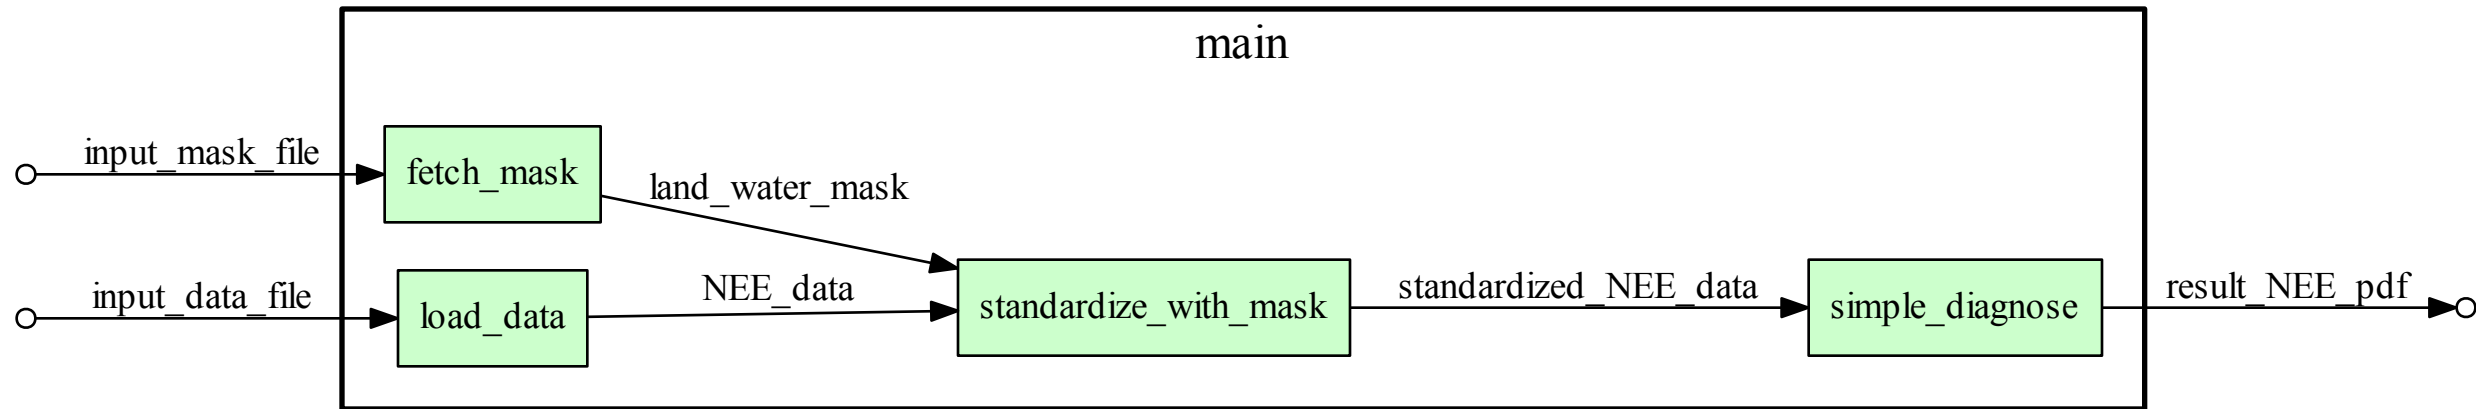 main
input_mask_file
fetch_mask
land_water_mask
input_data_file
load_data
NEE_data
standardize_with_mask
standardized_NEE_data
simple_diagnose
result_NEE_pdf